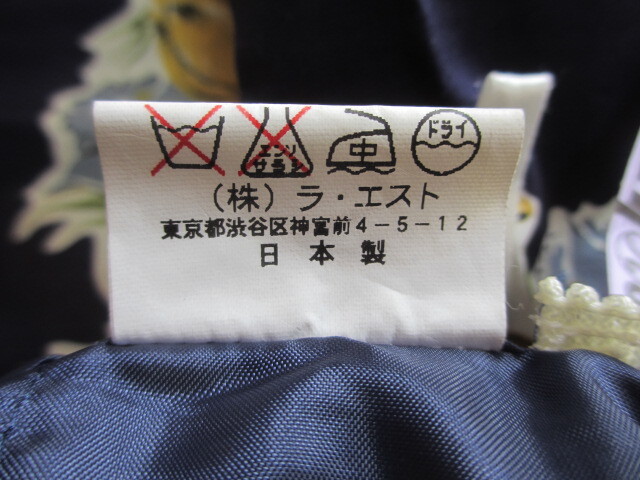 エンソ
サラシ
中
ドライ
（株）ラ・エスト
東京都渋谷区神宮前4－5－12
日本製